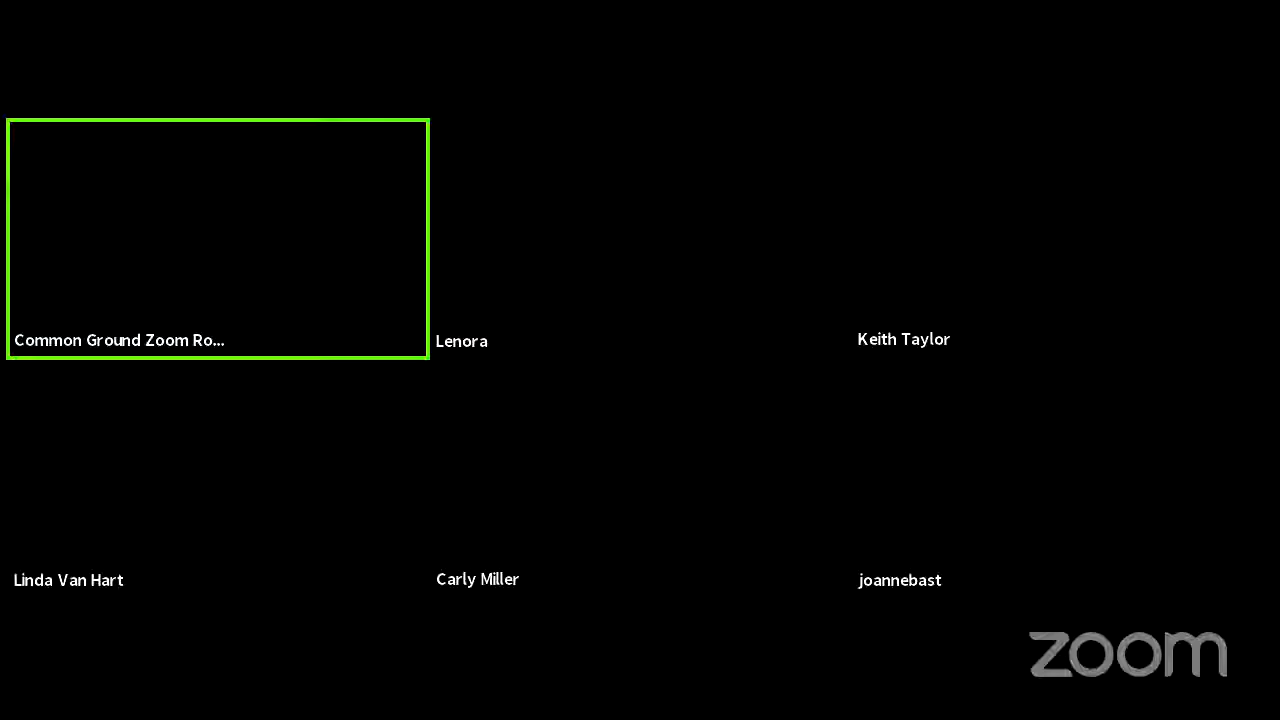 Common Ground Zoom Ro...
Lenora
Keith Taylor
Linda Van Hart
Carly Miller
joannebast
zoom